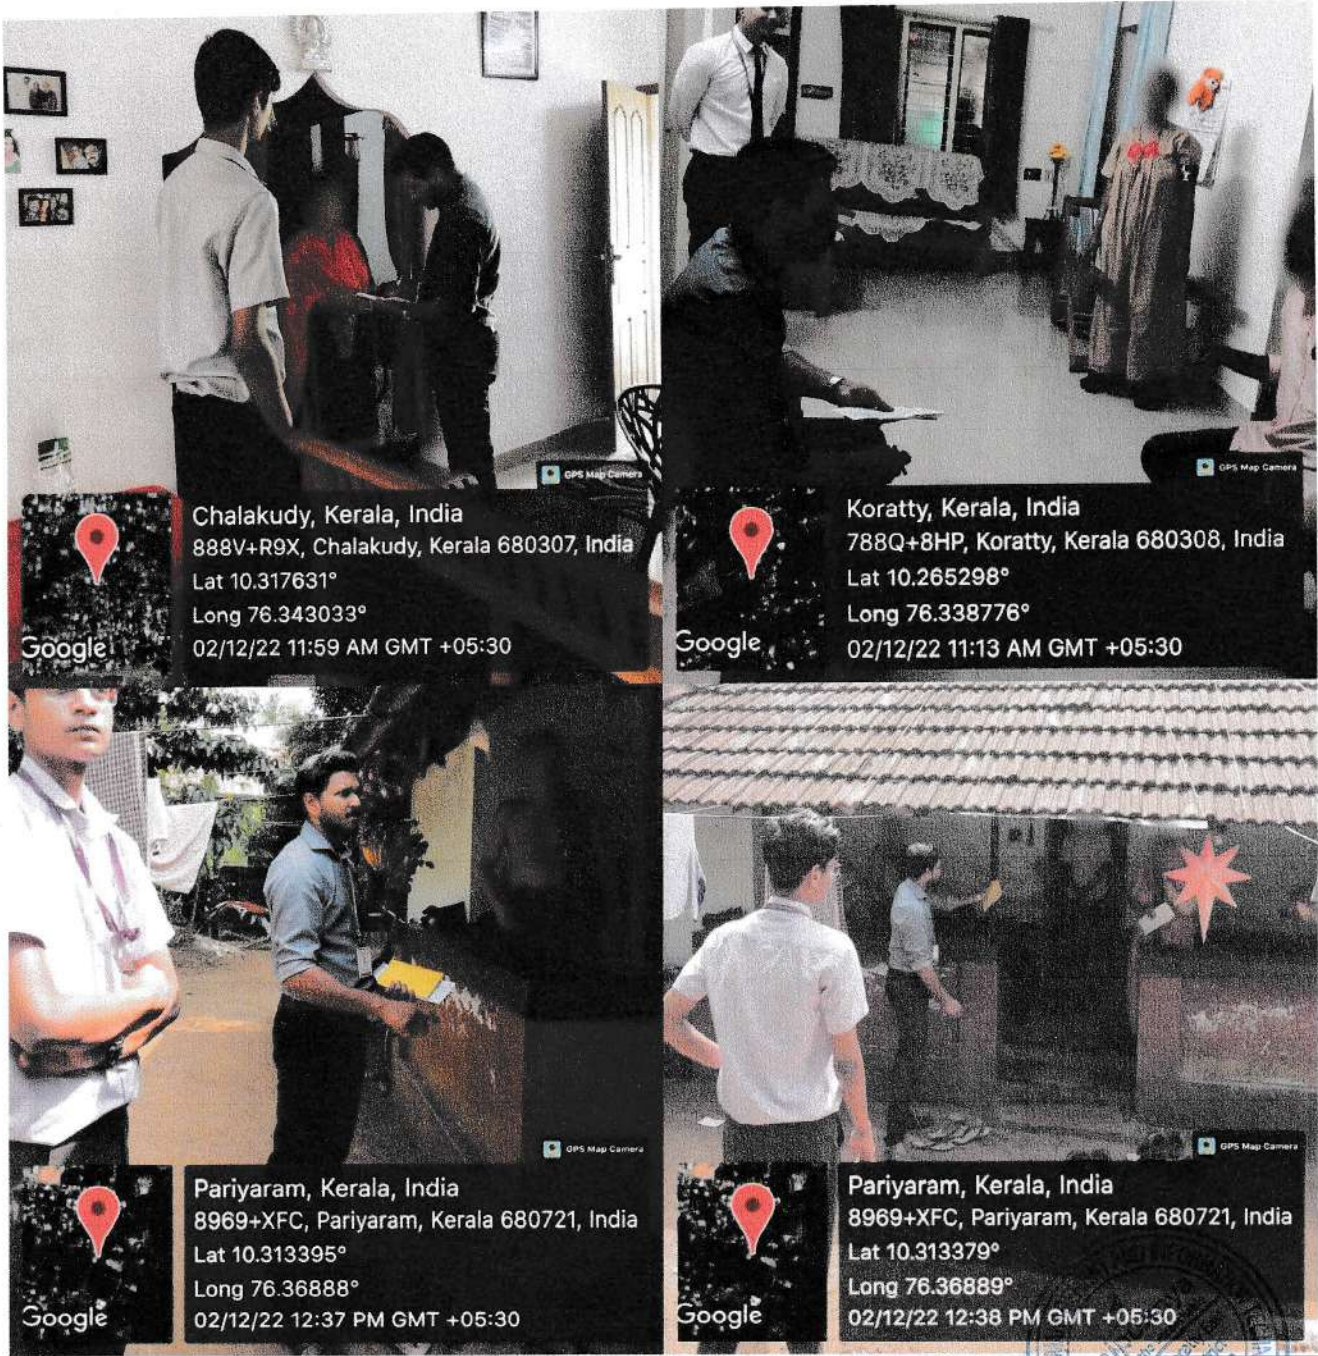 GPS Map Camera
Chalakudy, Kerala, India
888V+R9X, Chalakudy, Kerala 680307, India
Lat 10.317631°
Long 76.343033°
02/12/22 11:59 AM GMT +05:30
Google
GPS Map Camera
Koratty, Kerala, India
788Q+8HP, Koratty, Kerala 680308, India
Lat 10.265298°
Long 76.338776°
02/12/22 11:13 AM GMT +05:30
Google
GPS Map Camera
Pariyaram, Kerala, India
8969+XFC, Pariyaram, Kerala 680721, India
Lat 10.313395°
Long 76.36888°
02/12/22 12:37 PM GMT +05:30
Google
GPS Map Camera
Pariyaram, Kerala, India
8969+XFC, Pariyaram, Kerala 680721, India
Lat 10.313379°
Long 76.36889°
02/12/22 12:38 PM GMT +05:30
Google